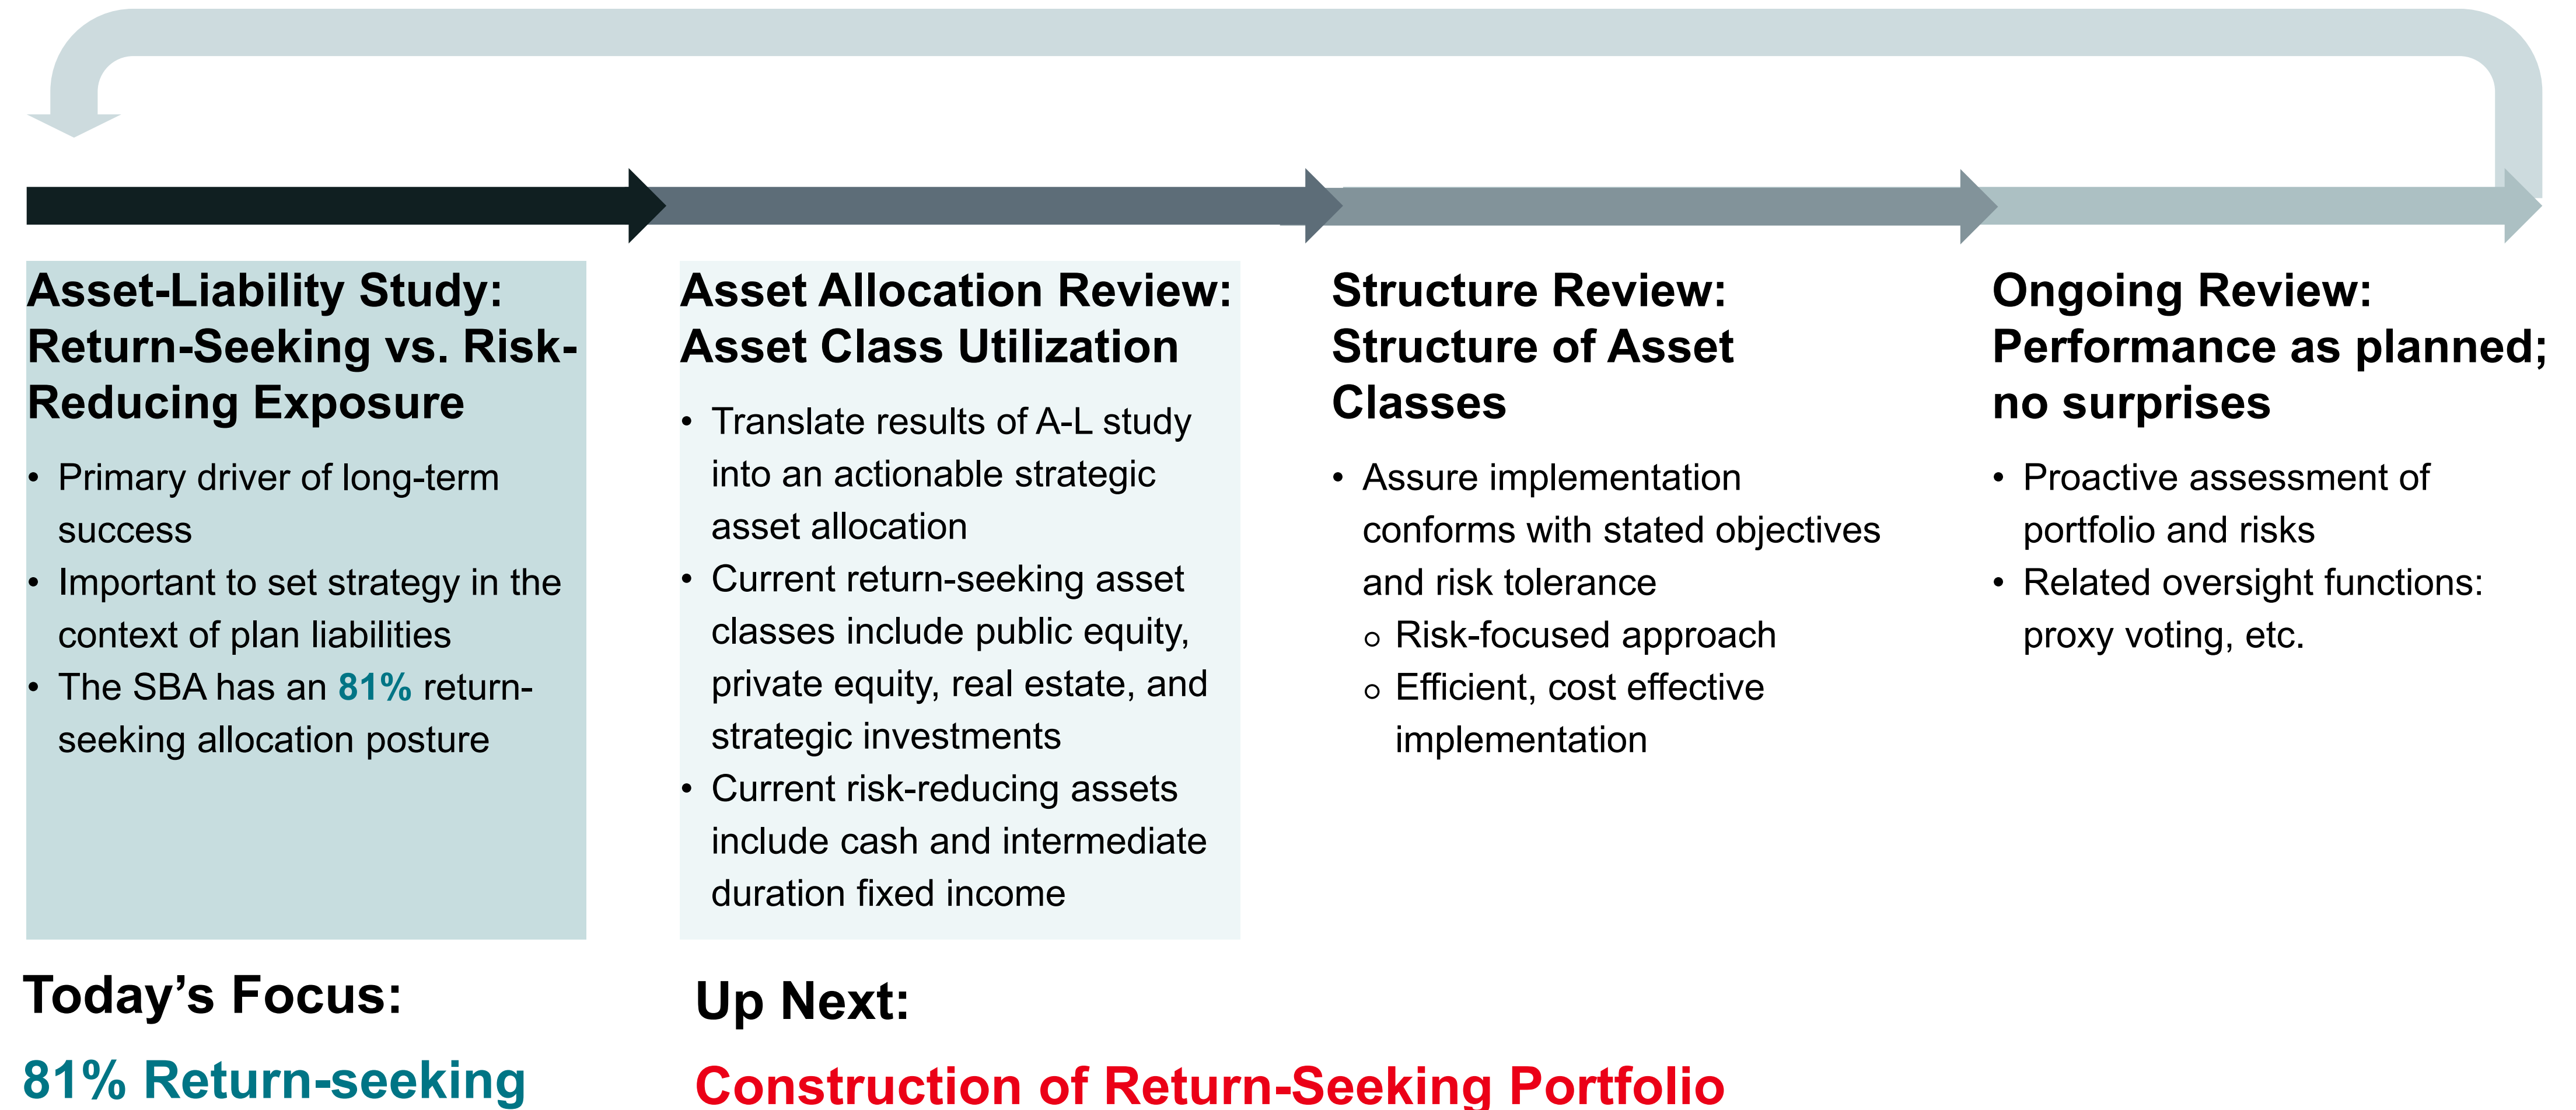 Asset-Liability Study:
Return-Seeking vs. Risk-
Reducing Exposure
• Primary driver of long-term
success
• Important to set strategy in the
context of plan liabilities
• The SBA has an 81% return-
seeking allocation posture
Today’s Focus:
81% Return-seeking
Asset Allocation Review:
Asset Class Utilization
• Translate results of A-L study
into an actionable strategic
asset allocation
• Current return-seeking asset
classes include public equity,
private equity, real estate, and
strategic investments
• Current risk-reducing assets
include cash and intermediate
duration fixed income
Up Next:
Construction of Return-Seeking Portfolio
Structure Review:
Structure of Asset
Classes
• Assure implementation
conforms with stated objectives
and risk tolerance
○ Risk-focused approach
○ Efficient, cost effective
implementation
Ongoing Review:
Performance as planned;
no surprises
• Proactive assessment of
portfolio and risks
• Related oversight functions:
proxy voting, etc.